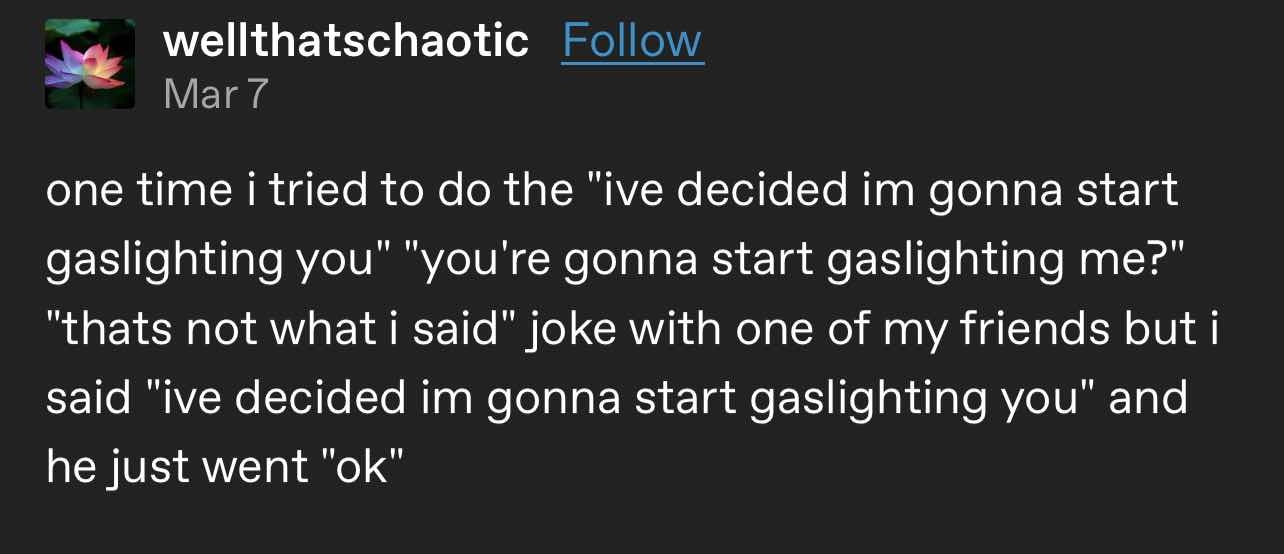 wellthatschaotic Follow
Mar 7
one time i tried to do the "ive decided im gonna start
gaslighting you" "you're gonna start gaslighting me?"
"thats not what i said" joke with one of my friends but i
said "ive decided im gonna start gaslighting you" and
he just went "ok"